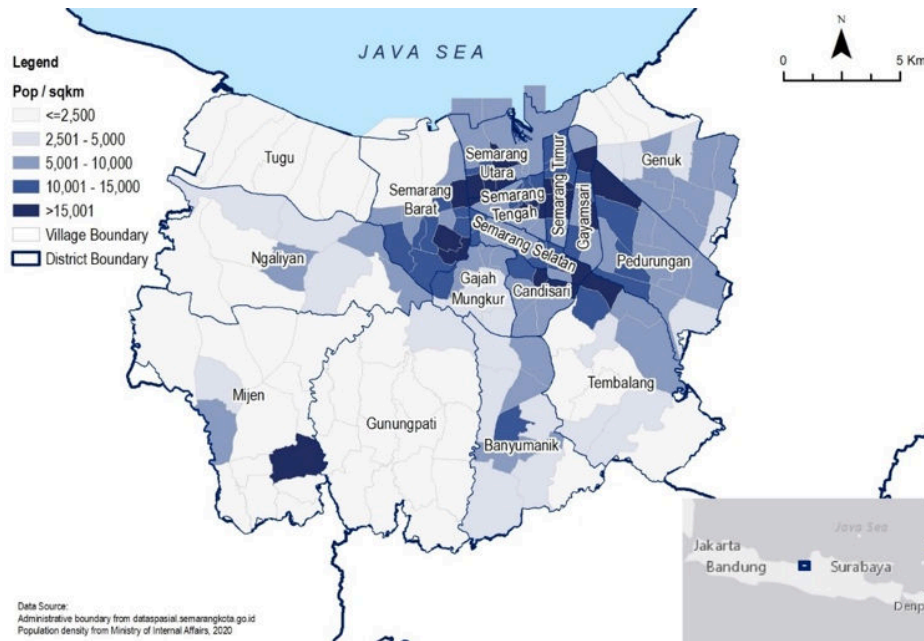 JAVA SEA
N
0 5 Km
Legend
Pop / sqkm
<=2,500
2,501 - 5,000
5,001 - 10,000
10,001 - 15,000
>15,001
Village Boundary
District Boundary
Tugu
Semarang
Utara
Semarang Timur
Genuk
Semarang
Barat
Semarang
Tengah
Gayamsari
Semarang Selatan
Ngaliyan
Pedurungan
Gajah
Mungkur
Candisari
Mijen
Gunungpati
Tembalang
Banyumanik
Java Sea
Jakarta
Bandung
Surabaya
Denp
Data Source:
Administrative boundary from dataspasial.semarangkota.go.id
Population density from Ministry of Internal Affairs, 2020